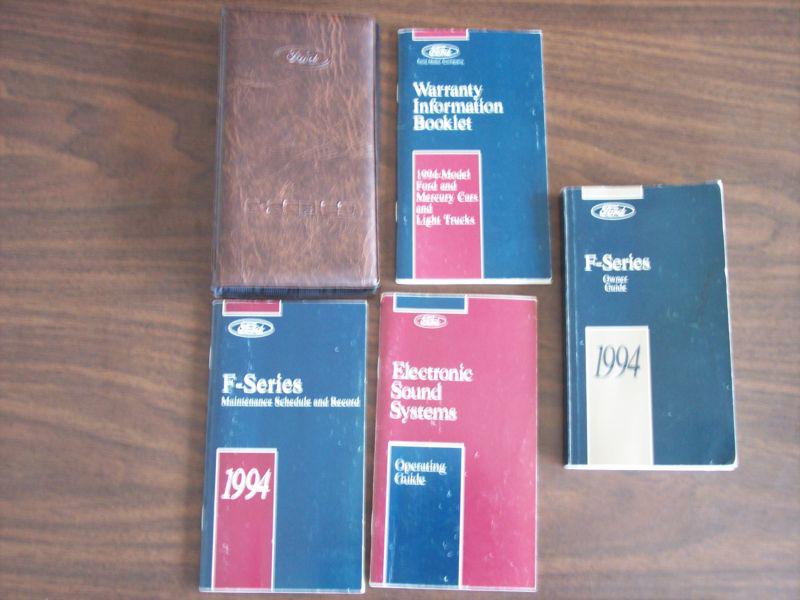 Ford
Ford
Warranty
Information
Booklet
1994-Model
Ford and
Mercury Cars
and
Light Trucks
Ford
F-Series
Owner
Guide
1994
Ford
F-Series
Maintenance Schedule and Record
1994
Ford
Electronic
Sound
Systems
Operating
Guide